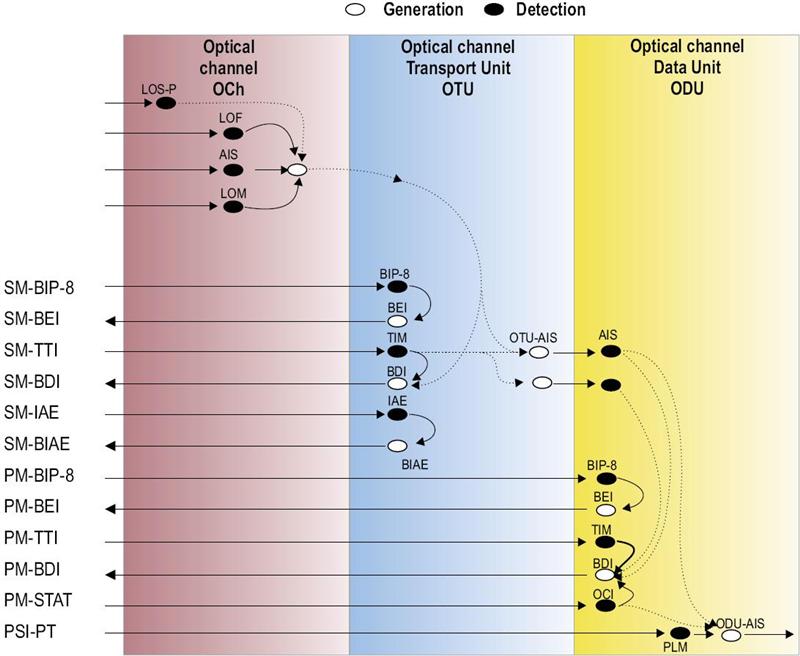 Generation Detection
Optical channel OCh
Optical channel Transport Unit OTU
Optical channel Data Unit ODU
LOS-P
LOF
AIS
LOM
SM-BIP-8 BIP-8
SM-BEI BEI
SM-TTI TIM OTU-AIS AIS
SM-BDI BDI
SM-IAE IAE
SM-BIAE
BIAE
PM-BIP-8 BIP-8
PM-BEI BEI
PM-TTI TIM
PM-BDI BDI
PM-STAT OCI
PSI-PT ODU-AIS
PLM